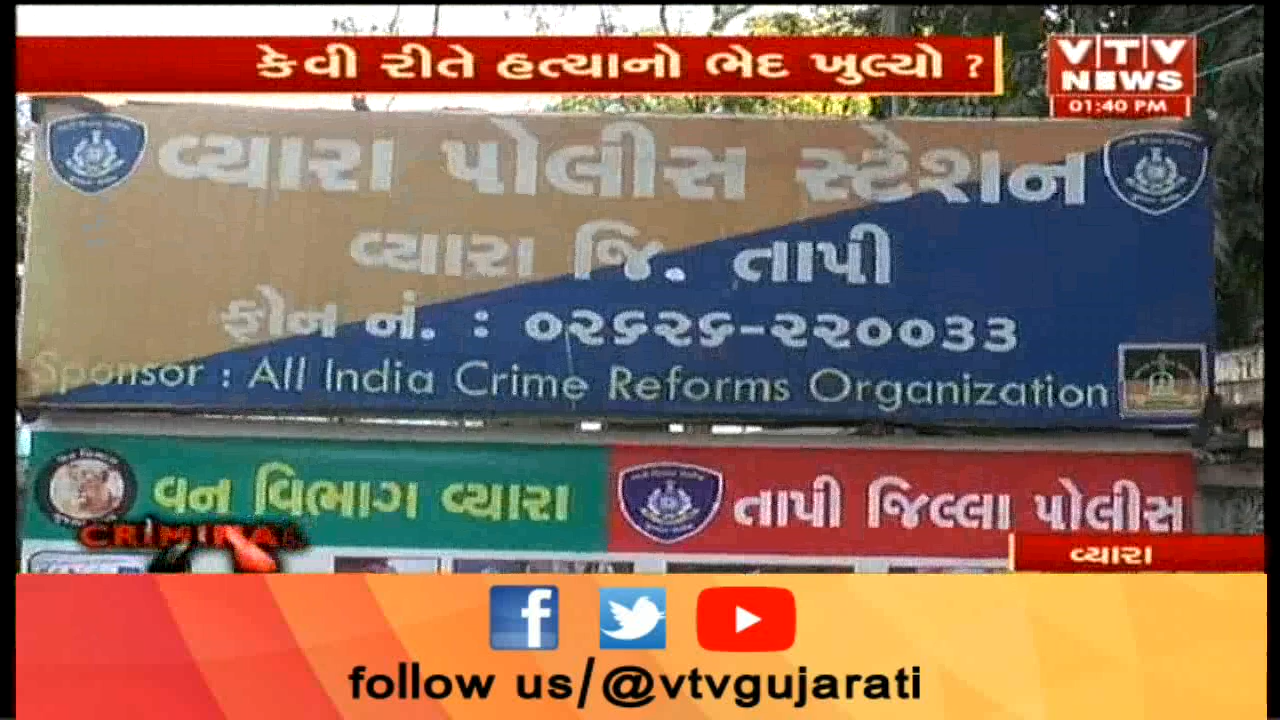 કેવી રીતે હત્યાનો ભેદ ખુલ્યો ?
VTV
NEWS
01:40 PM
વ્યારા પોલીસ સ્ટેશન
વ્યારા જિ. તાપી
ફોન નં. : ૦૨૬૨૬-૨૨૦૦૩૩
Sponsor : All India Crime Reforms Organization
વન વિભાગ વ્યારા
તાપી જિલ્લા પોલીસ
CRIMINAL
વ્યારા
follow us/@vtvgujarati